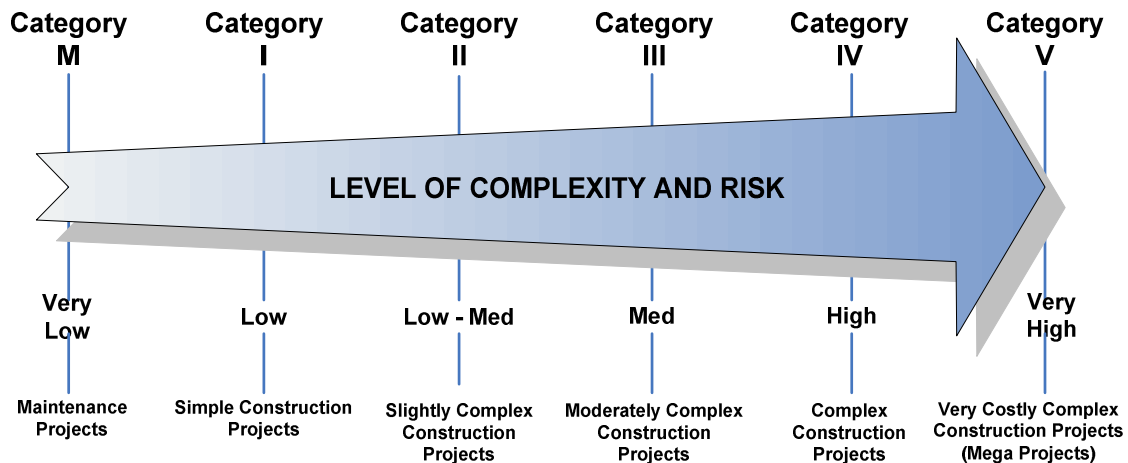 Category
M
Category
I
Category
II
Category
III
Category
IV
Category
V
LEVEL OF COMPLEXITY AND RISK
Very
Low
Low
Low - Med
Med
High
Very
High
Maintenance
Projects
Simple Construction
Projects
Slightly Complex
Construction
Projects
Moderately Complex
Construction
Projects
Complex
Construction
Projects
Very Costly Complex
Construction Projects
(Mega Projects)